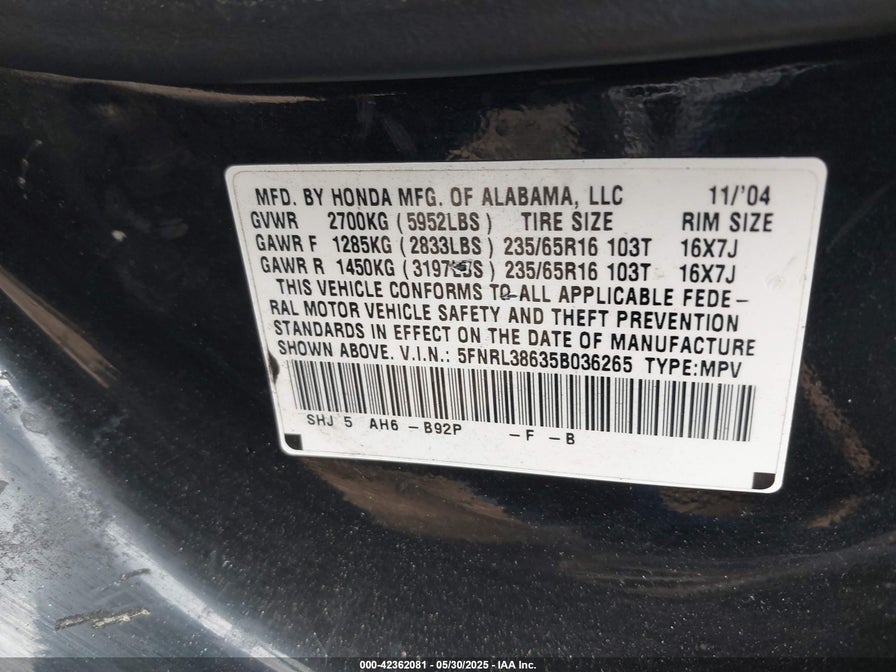 MFD. BY HONDA MFG. OF ALABAMA, LLC 11/'04
GVWR 2700KG (5952LBS) TIRE SIZE RIM SIZE
GAWR F 1285KG (2833LBS) 235/65R16 103T 16X7J
GAWR R 1450KG (3197LBS) 235/65R16 103T 16X7J
THIS VEHICLE CONFORMS TO ALL APPLICABLE FEDE–
RAL MOTOR VEHICLE SAFETY AND THEFT PREVENTION
STANDARDS IN EFFECT ON THE DATE OF MANUFACTURE
SHOWN ABOVE. V.I.N.: 5FNRL38635B036265 TYPE:MPV
SHJ 5 AH6 –B92P –F –B
000-42362081 - 05/30/2025 - IAA Inc.